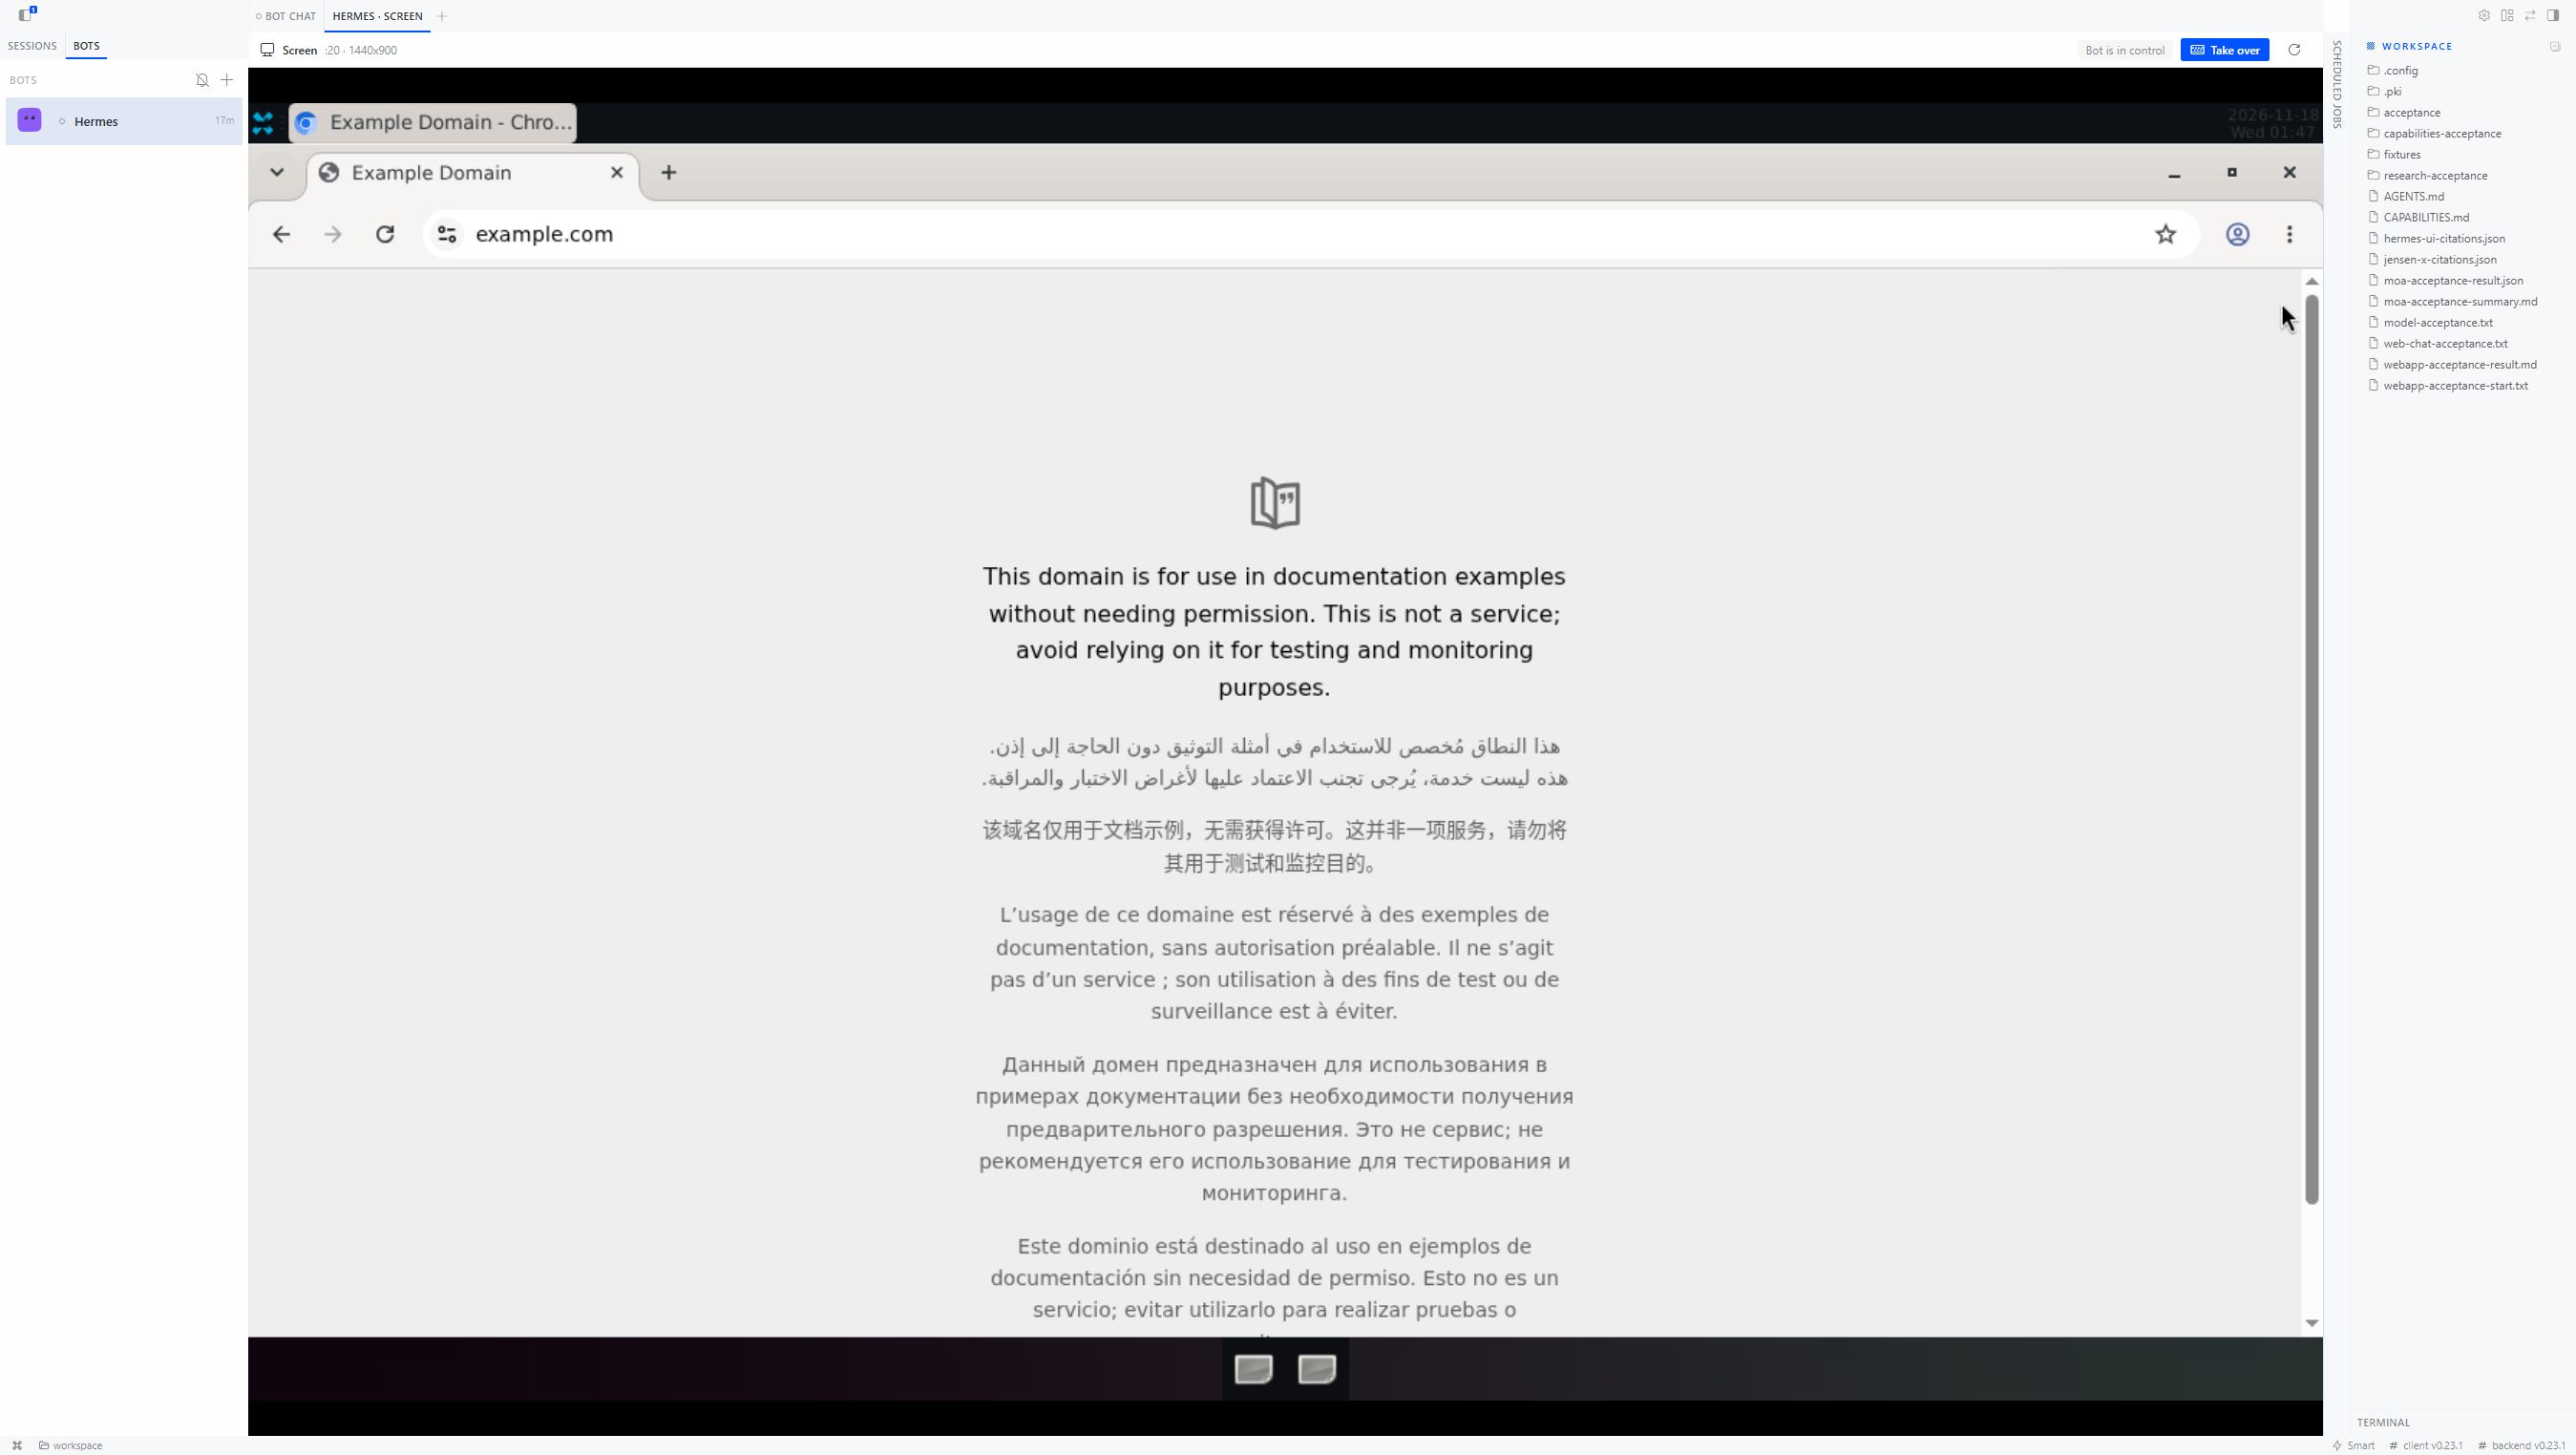 1
SESSIONS
BOTS
BOTS
Hermes
17m
BOT CHAT
HERMES · SCREEN
Screen :20 · 1440x900
Bot is in control
Take over
Example Domain - Chro...
2026-11-18
Wed 01:47
Example Domain
example.com
This domain is for use in documentation examples
without needing permission. This is not a service;
avoid relying on it for testing and monitoring
purposes.
هذا النطاق مُخصص للاستخدام في أمثلة التوثيق دون الحاجة إلى إذن.
هذه ليست خدمة، يُرجى تجنب الاعتماد عليها لأغراض الاختبار والمراقبة.
该域名仅用于文档示例，无需获得许可。这并非一项服务，请勿将
其用于测试和监控目的。
L’usage de ce domaine est réservé à des exemples de
documentation, sans autorisation préalable. Il ne s’agit
pas d’un service ; son utilisation à des fins de test ou de
surveillance est à éviter.
Данный домен предназначен для использования в
примерах документации без необходимости получения
предварительного разрешения. Это не сервис; не
рекомендуется его использование для тестирования и
мониторинга.
Este dominio está destinado al uso en ejemplos de
documentación sin necesidad de permiso. Esto no es un
servicio; evitar utilizarlo para realizar pruebas o
SCHEDULED JOBS
WORKSPACE
.config
.pki
acceptance
capabilities-acceptance
fixtures
research-acceptance
AGENTS.md
CAPABILITIES.md
hermes-ui-citations.json
jensen-x-citations.json
moa-acceptance-result.json
moa-acceptance-summary.md
model-acceptance.txt
web-chat-acceptance.txt
webapp-acceptance-result.md
webapp-acceptance-start.txt
TERMINAL
workspace
Smart
# client v0.23.1
# backend v0.23.1